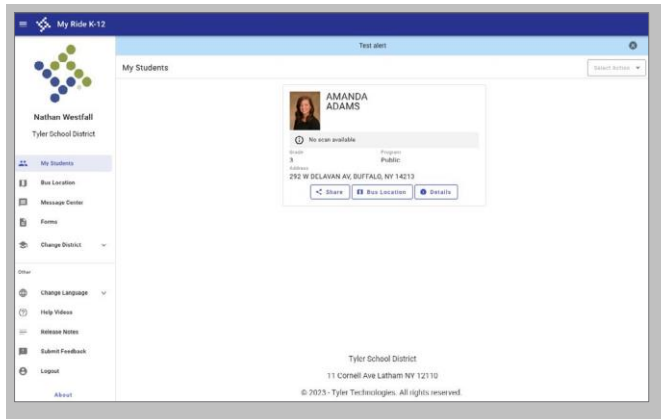 My Ride K-12
Test alert
Nathan Westfall
Tyler School District
My Students
Bus Location
Message Center
Forms
Change District
Other
Change Language
Help Videos
Release Notes
Submit Feedback
Logout
About
My Students
Select Action
AMANDA
ADAMS
No scan available
Grade Program
3 Public
Address
292 W DELAVAN AV, BUFFALO, NY 14213
Share Bus Location Details
Tyler School District
11 Cornell Ave Latham NY 12110
© 2023 - Tyler Technologies. All rights reserved.